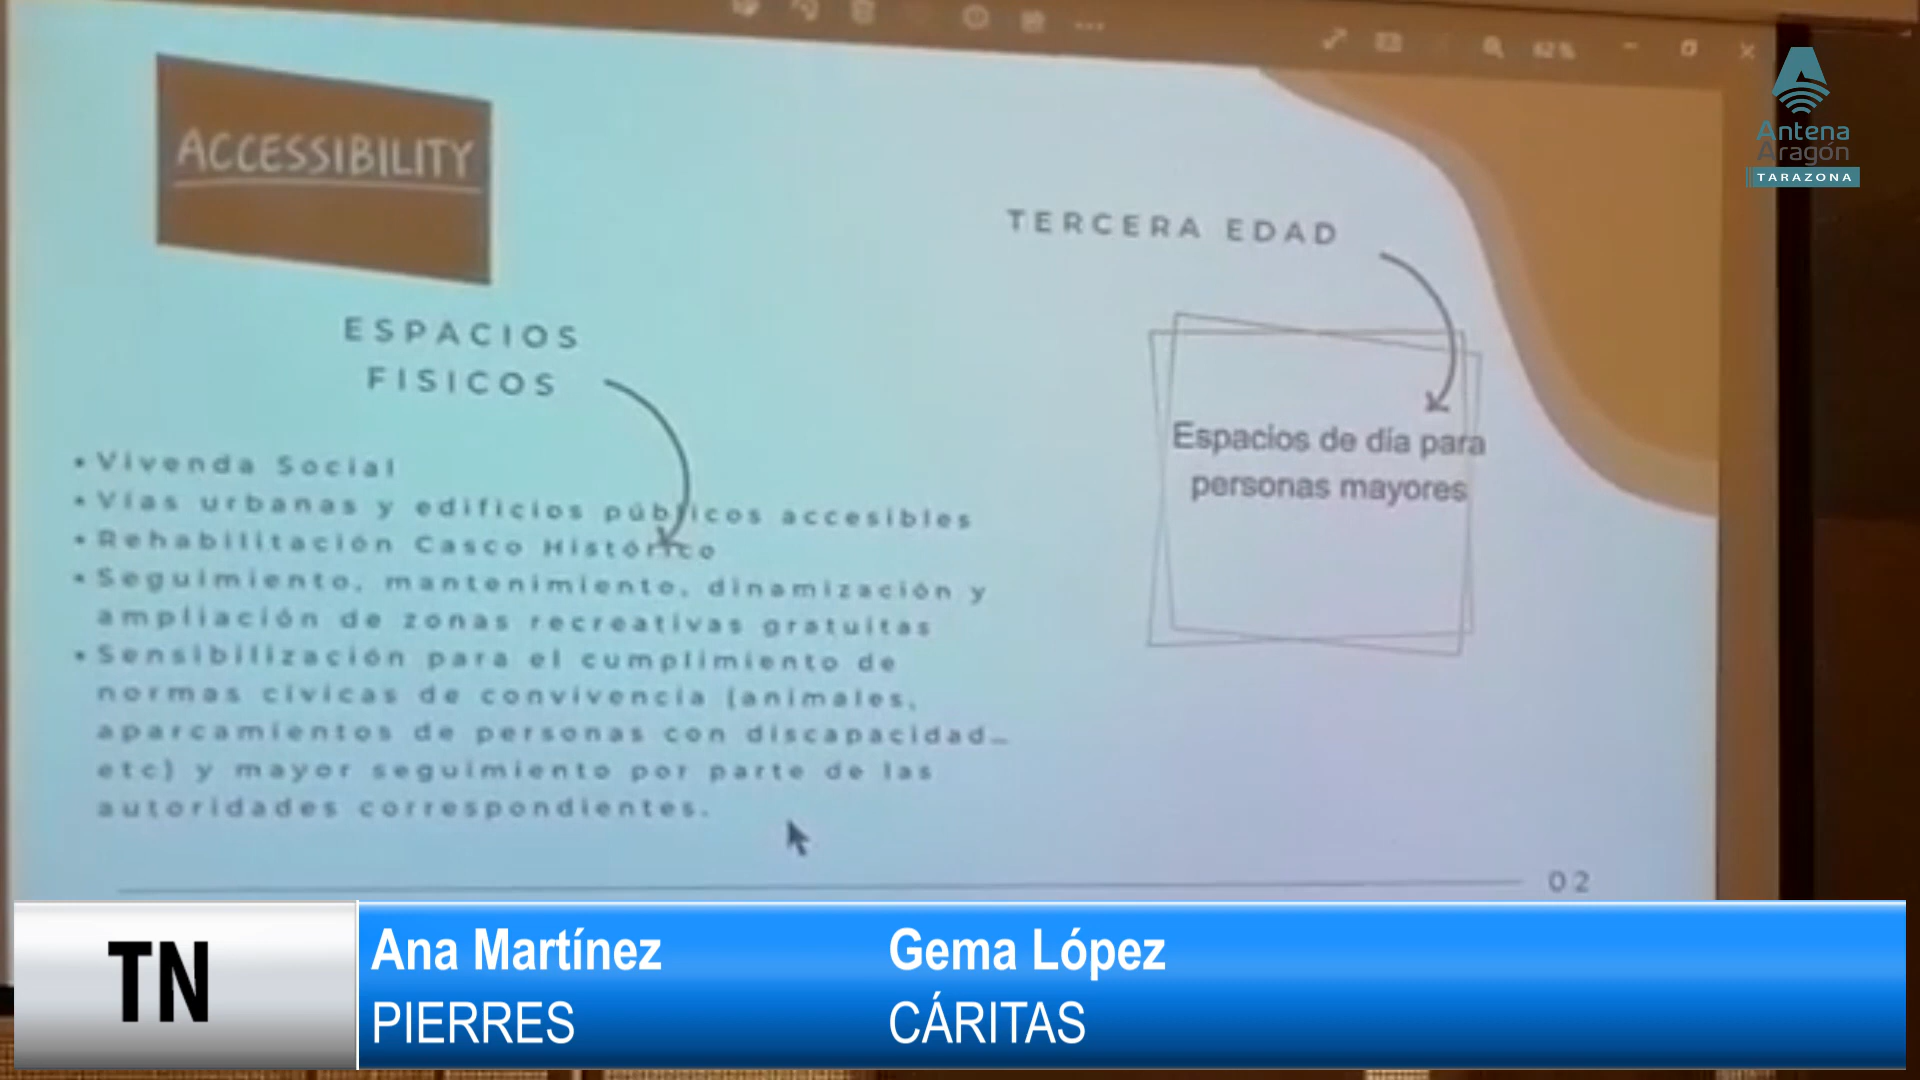 62%
Antena
Aragón
TARAZONA
ACCESSIBILITY
ESPACIOS
FISICOS
• Vivenda Social
• Vías urbanas y edificios públicos accesibles
• Rehabilitación Casco Histórico
• Seguimiento, mantenimiento, dinamización y
ampliación de zonas recreativas gratuitas
• Sensibilización para el cumplimiento de
normas cívicas de convivencia (animales,
aparcamientos de personas con discapacidad...
etc) y mayor seguimiento por parte de las
autoridades correspondientes.
TERCERA EDAD
Espacios de día para
personas mayores
02
TN
Ana Martínez
PIERRES
Gema López
CÁRITAS